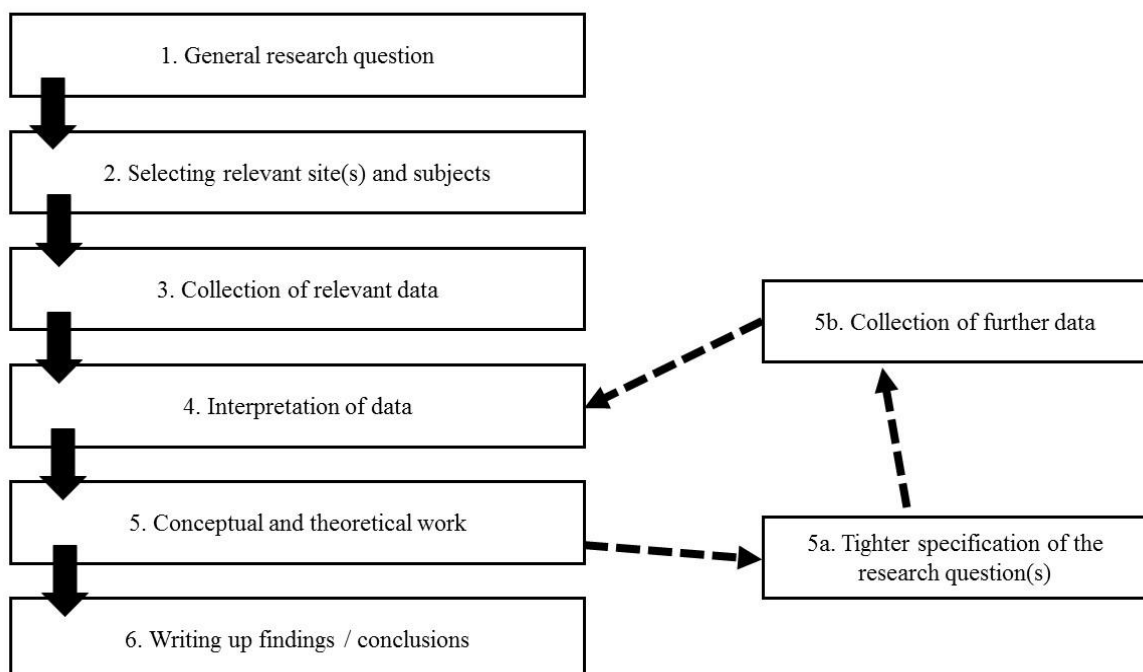 1. General research question
2. Selecting relevant site(s) and subjects
3. Collection of relevant data
4. Interpretation of data
5. Conceptual and theoretical work
6. Writing up findings / conclusions
5b. Collection of further data
5a. Tighter specification of the
research question(s)